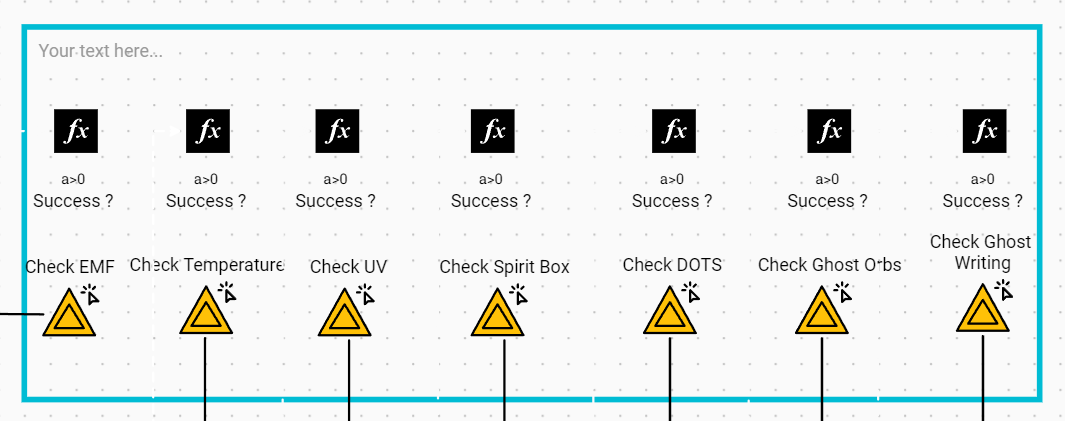 Your text here...
fx fx fx fx fx fx fx
a>0 a>0 a>0 a>0 a>0 a>0 a>0
Success ? Success ? Success ? Success ? Success ? Success ? Success ?
Check EMF Check Temperature Check UV Check Spirit Box Check DOTS Check Ghost Orbs Check Ghost
Writing